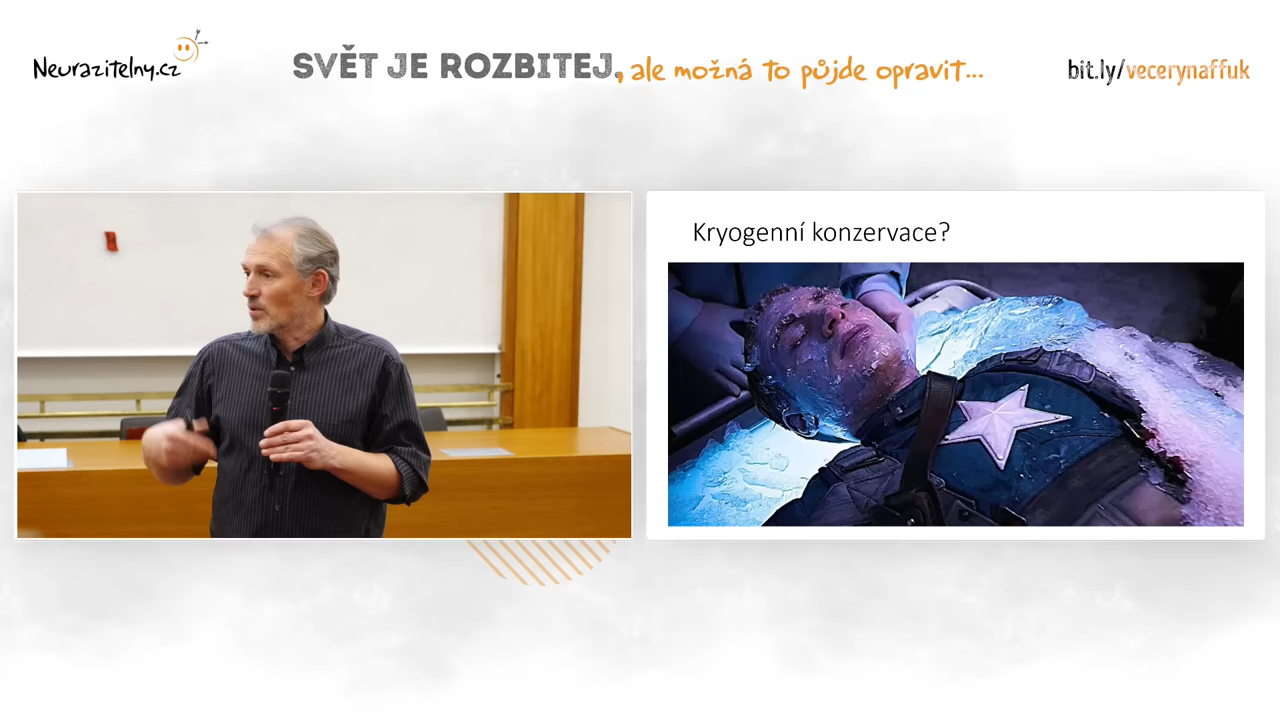 Neurazitelny.cz
SVĚT JE ROZBITEJ, ale možná to půjde opravit...
bit.ly/vecerynaffuk
Kryogenní konzervace?